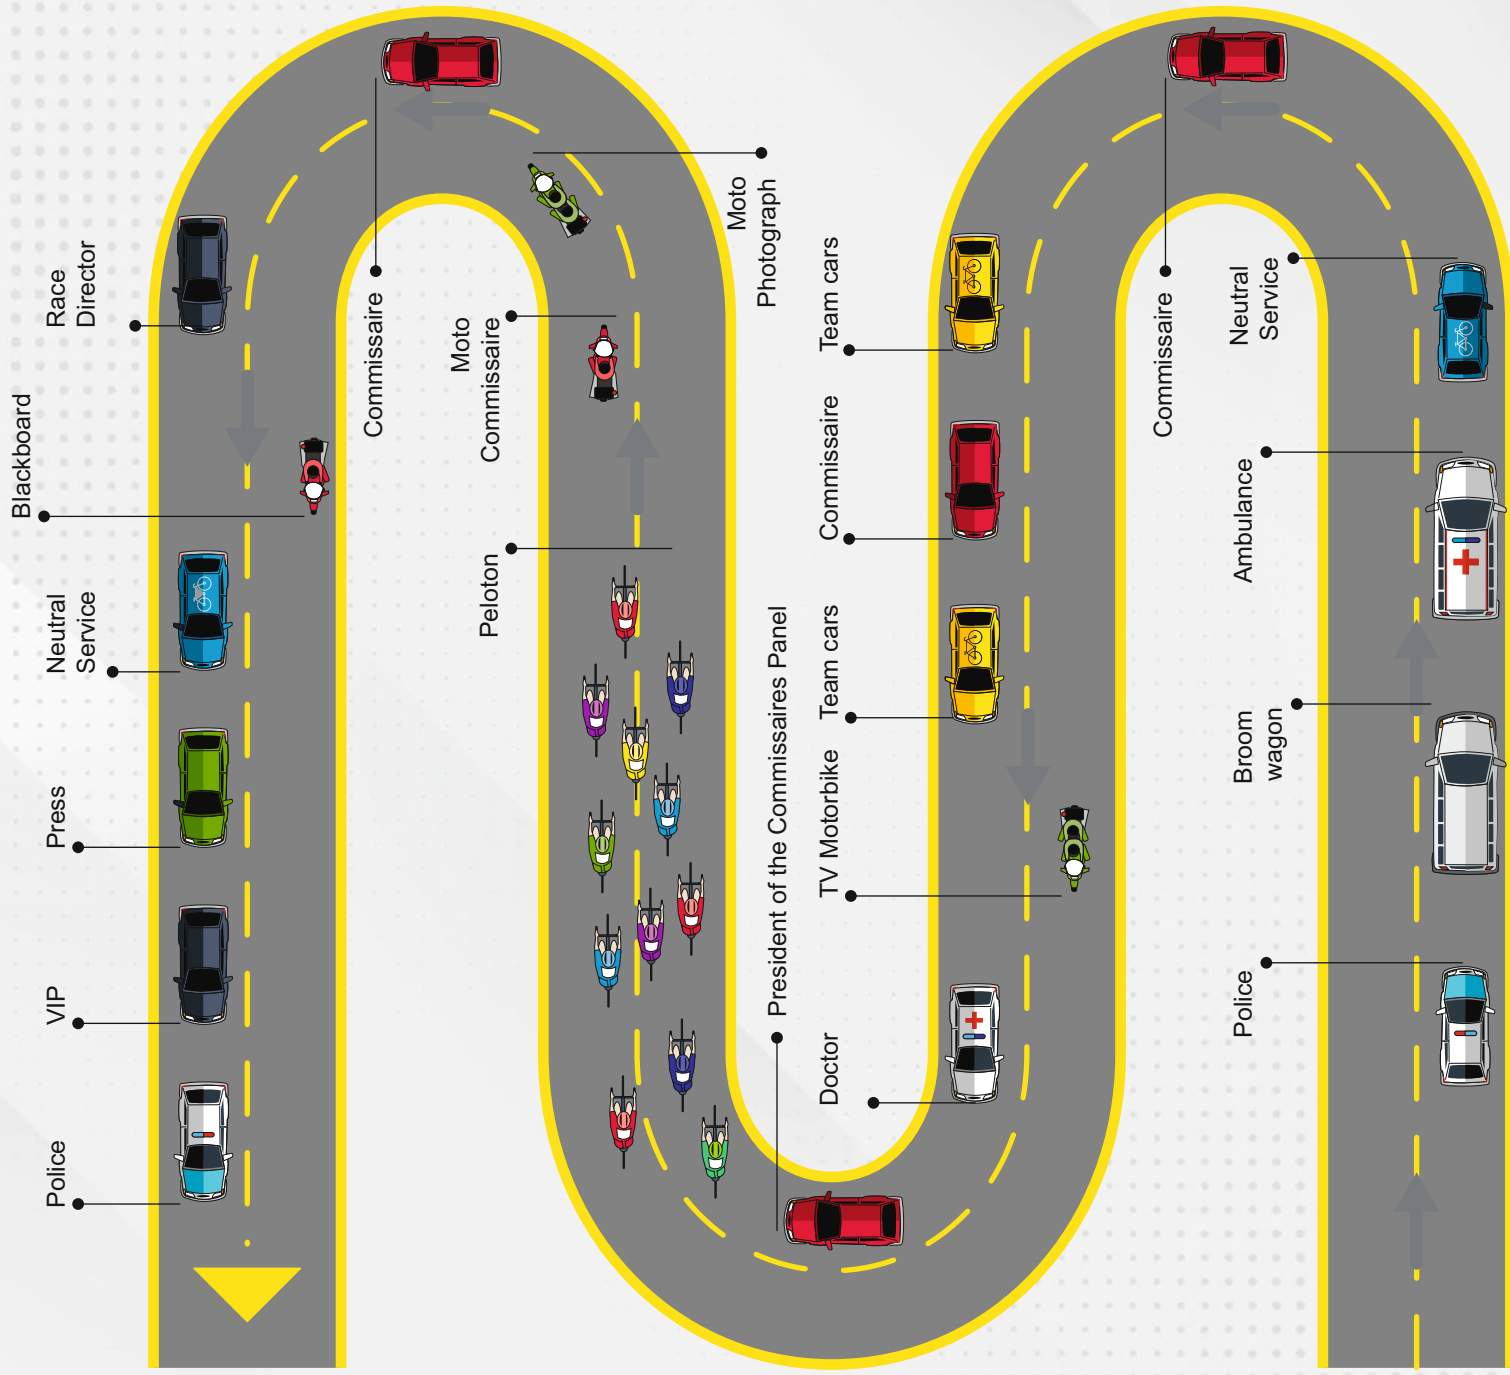 Police
VIP
Press
Neutral
Service
Blackboard
Race
Director
Commissaire
Moto
Photograph
Moto
Commissaire
Peloton
President of the Commissaires Panel
Doctor
TV Motorbike
Team cars
Commissaire
Team cars
Commissaire
Neutral
Service
Ambulance
Broom
wagon
Police